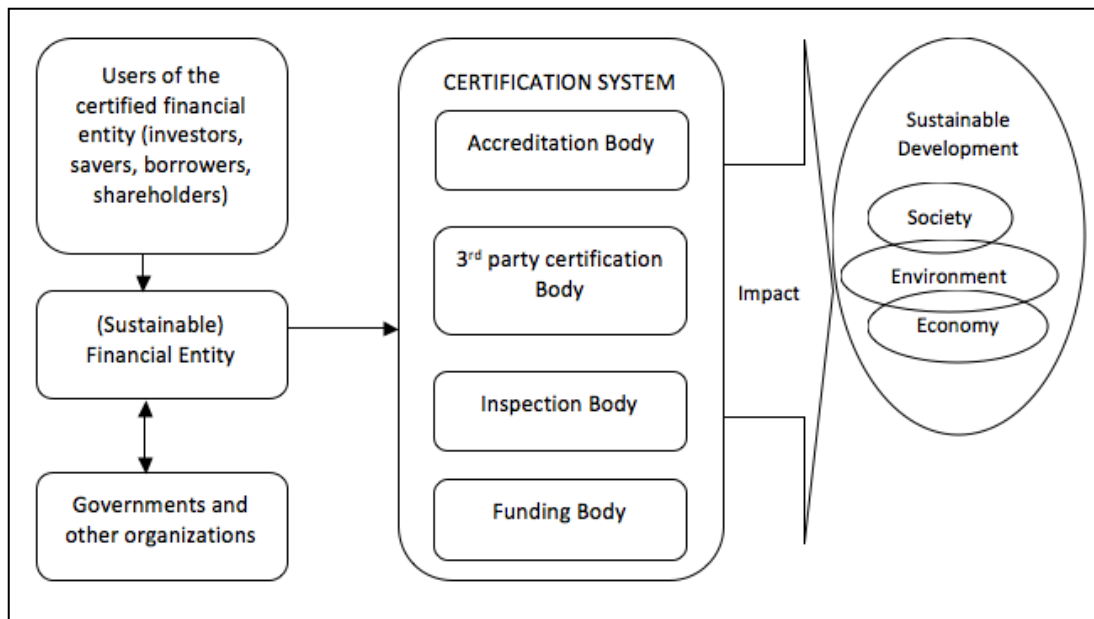 Users of the
certified financial
entity (investors,
savers, borrowers,
shareholders)
(Sustainable)
Financial Entity
Governments and
other organizations
CERTIFICATION SYSTEM
Accreditation Body
3rd party certification
Body
Inspection Body
Funding Body
Impact
Sustainable
Development
Society
Environment
Economy